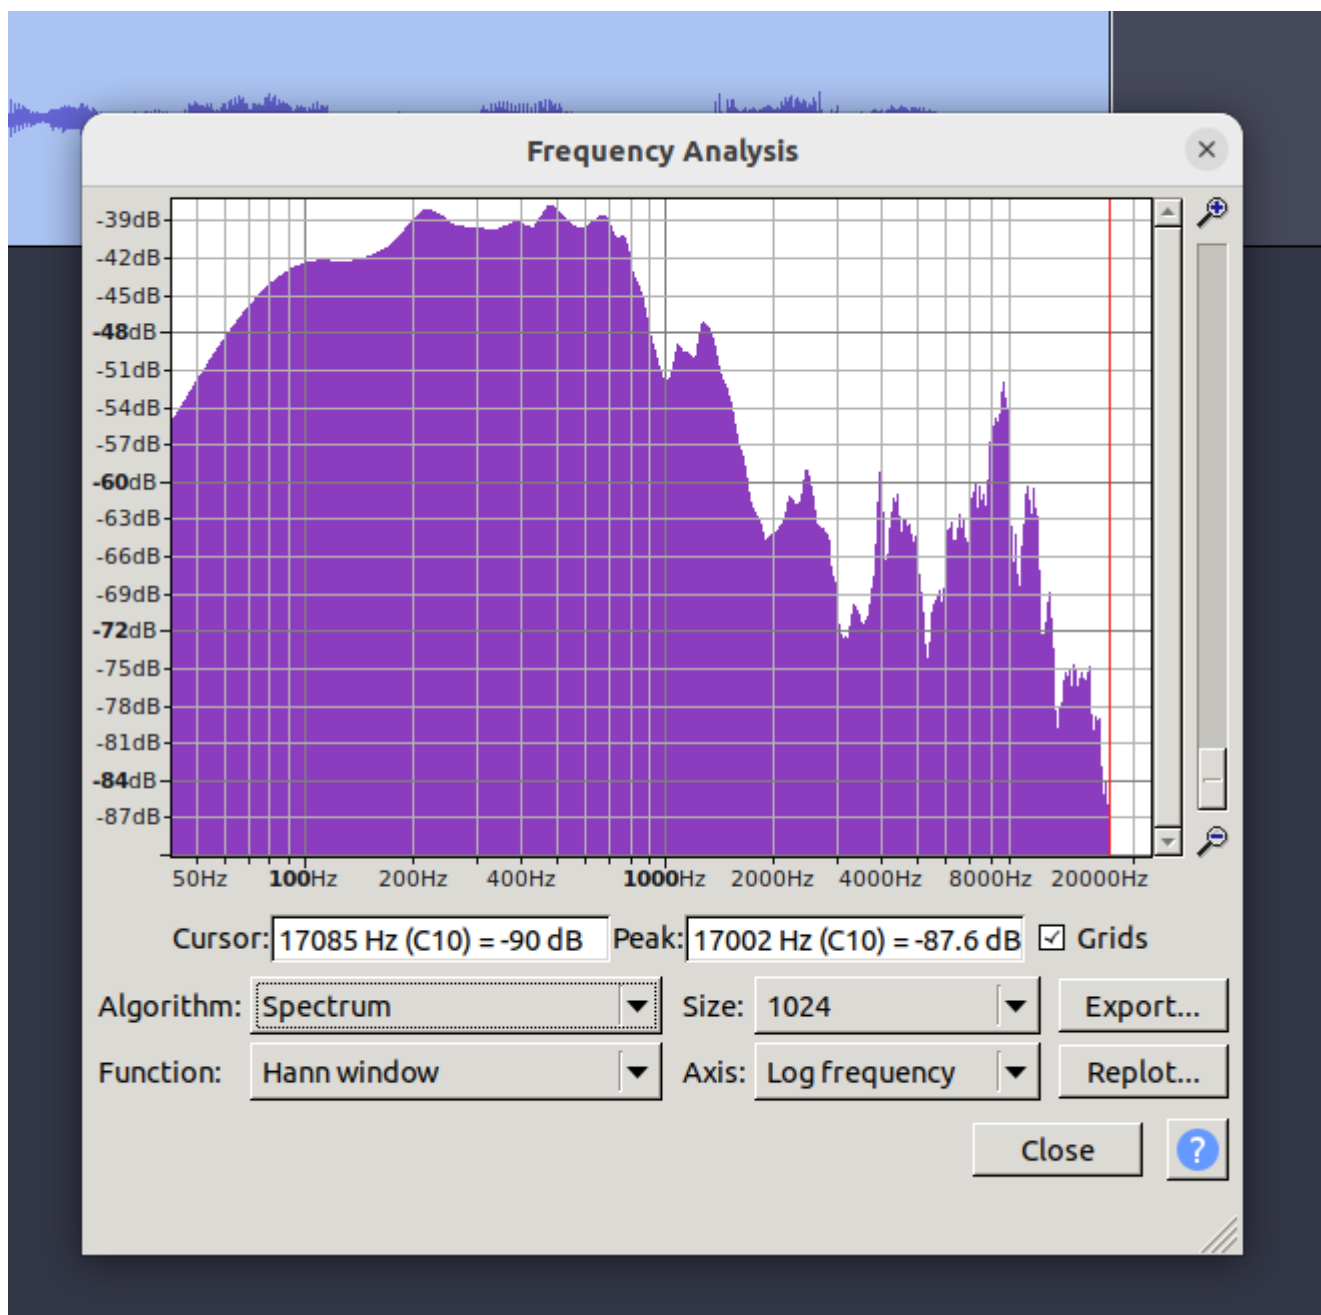 Frequency Analysis
-39dB
-42dB
-45dB
-48dB
-51dB
-54dB
-57dB
-60dB
-63dB
-66dB
-69dB
-72dB
-75dB
-78dB
-81dB
-84dB
-87dB
50Hz 100Hz 200Hz 400Hz 1000Hz 2000Hz 4000Hz 8000Hz 20000Hz
Cursor: 17085 Hz (C10) = -90 dB Peak: 17002 Hz (C10) = -87.6 dB Grids
Algorithm: Spectrum Size: 1024 Export...
Function: Hann window Axis: Log frequency Replot...
Close ?